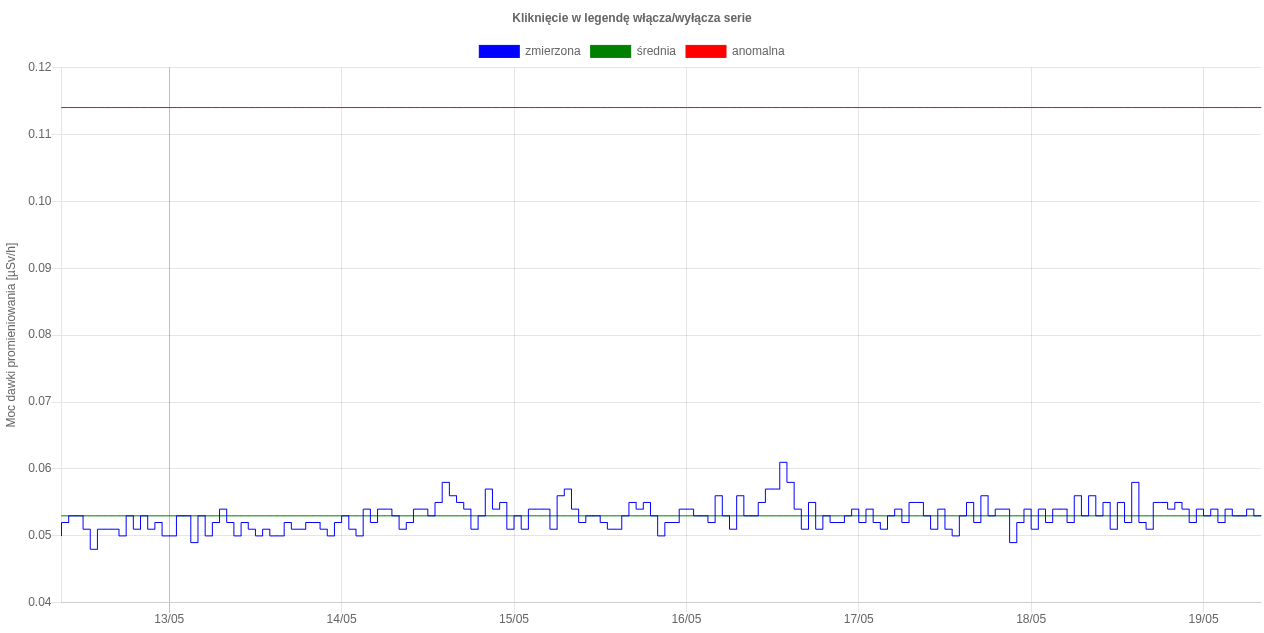 Kliknięcie w legendę włącza/wyłącza serie
zmierzona średnia anomalna
Moc dawki promieniowania [µSv/h]
0.12
0.11
0.10
0.09
0.08
0.07
0.06
0.05
0.04
13/05 14/05 15/05 16/05 17/05 18/05 19/05